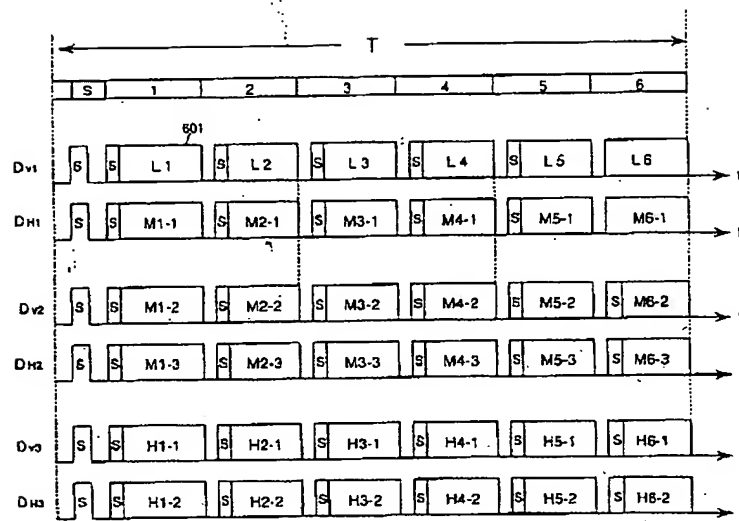 T
S 1 2 3 4 5 6
601
Dv1 S S L1 S L2 S L3 S L4 S L5 L6 t
DH1 S S M1-1 S M2-1 S M3-1 S M4-1 S M5-1 M6-1 t
Dv2 S S M1-2 S M2-2 S M3-2 S M4-2 S M5-2 S M6-2
DH2 S S M1-3 S M2-3 S M3-3 S M4-3 S M5-3 S M6-3
Dv3 S S H1-1 S H2-1 S H3-1 S H4-1 S H5-1 S H6-1
DH3 S S H1-2 S H2-2 S H3-2 S H4-2 S H5-2 S H6-2